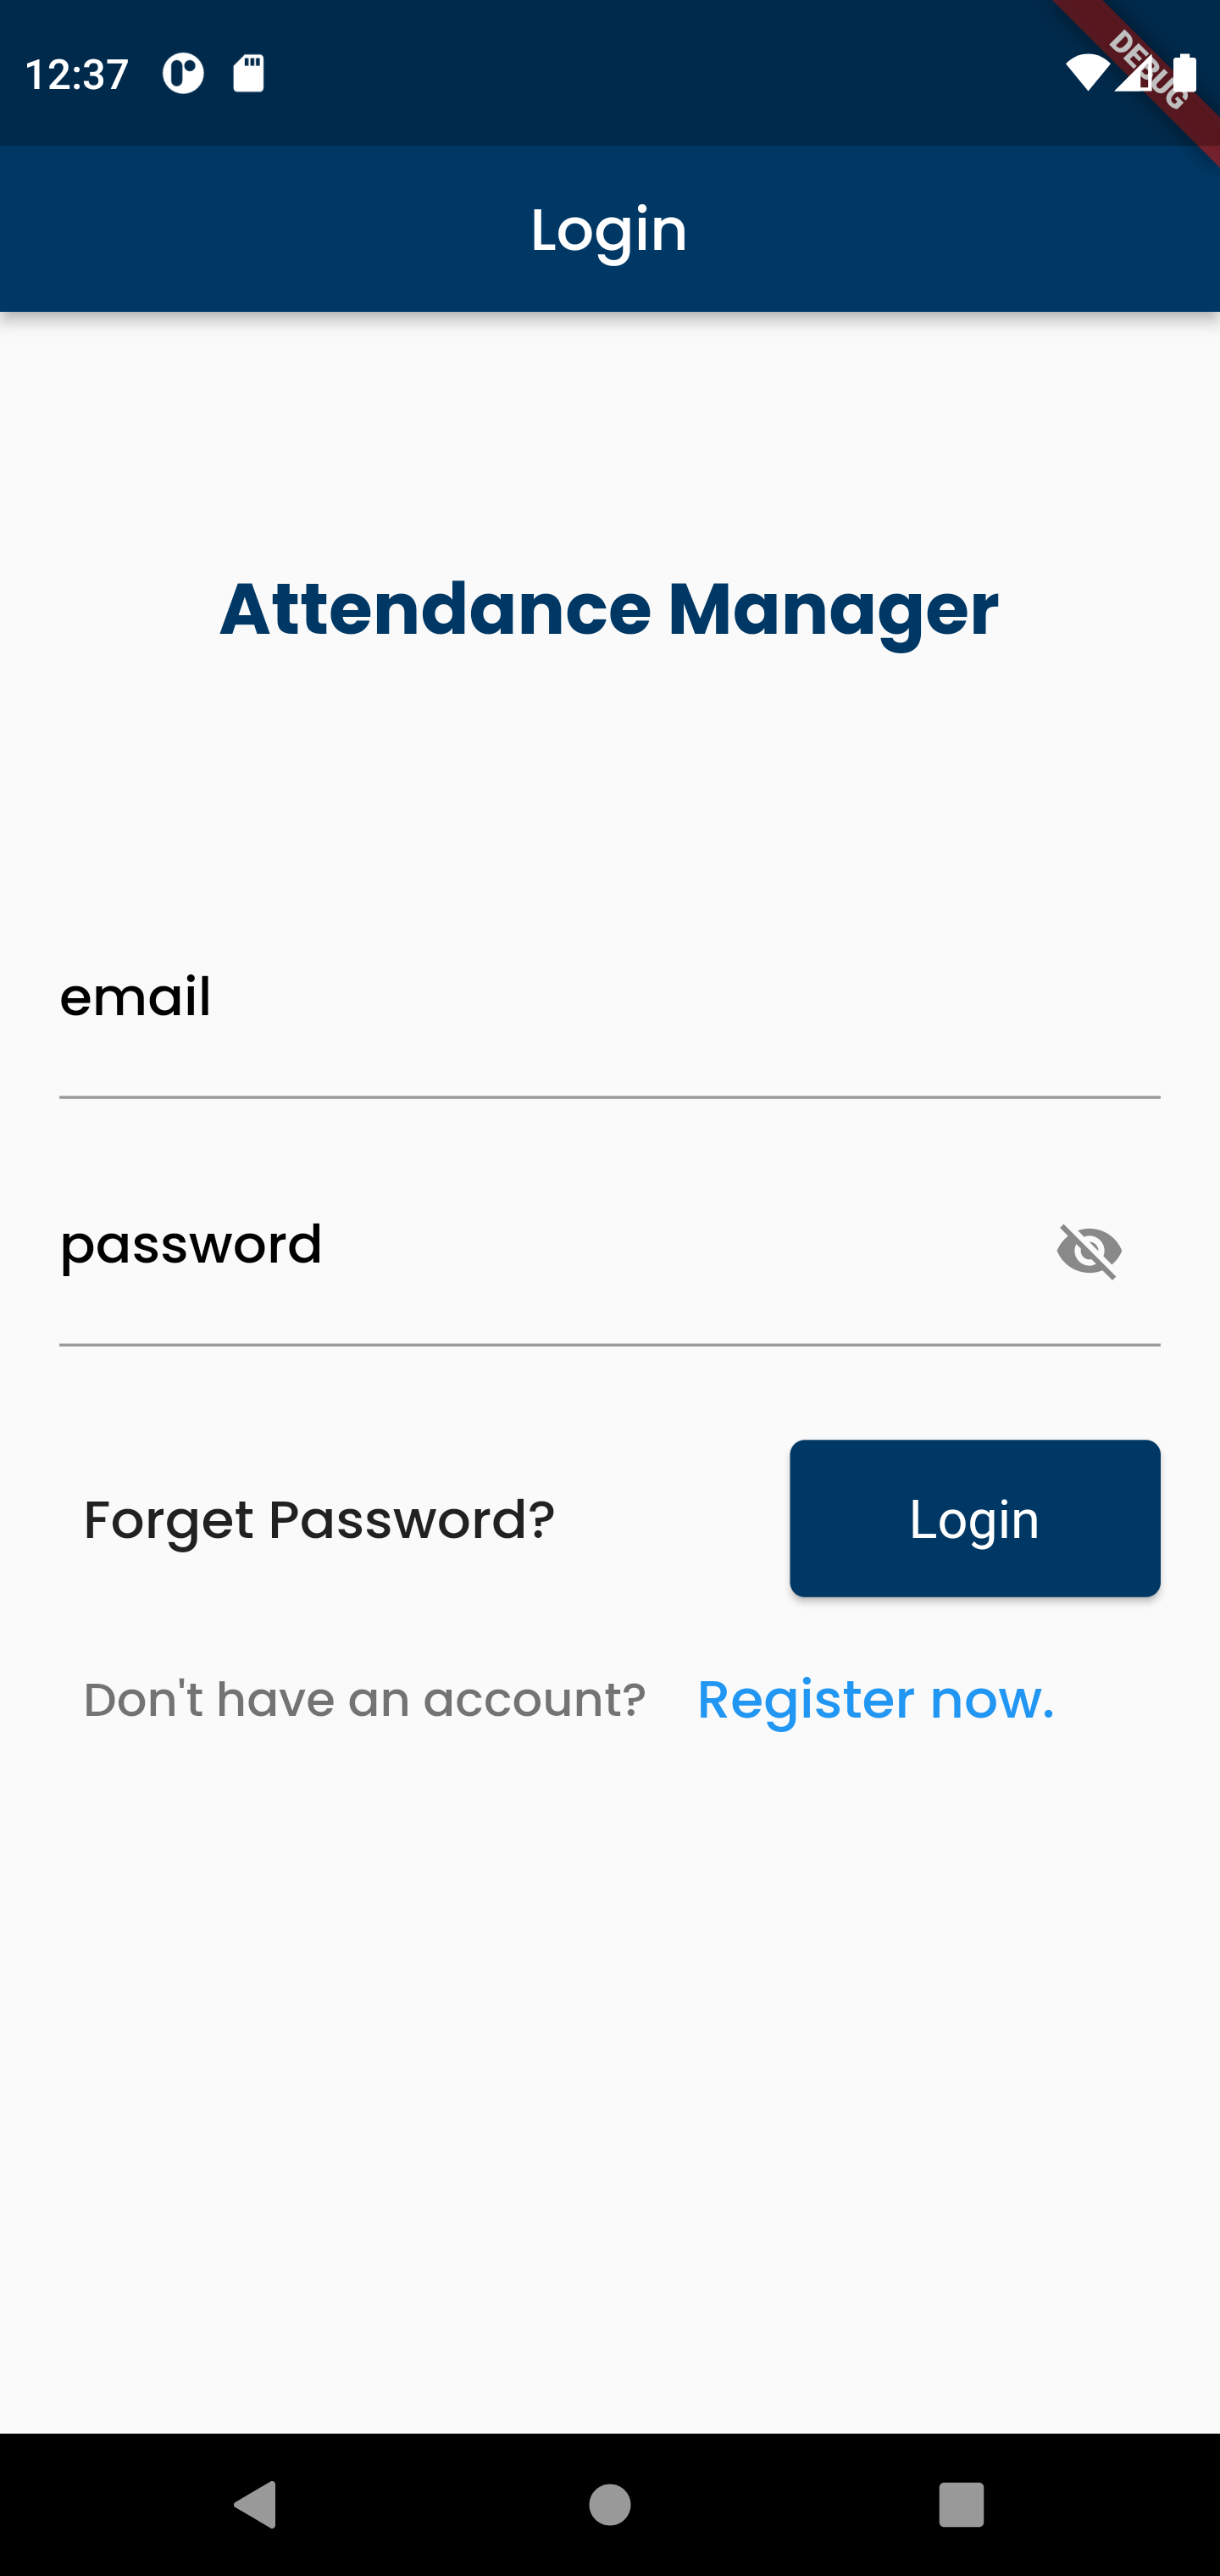 12:37
DEBUG
Login
Attendance Manager
email
password
Forget Password?
Login
Don't have an account? Register now.